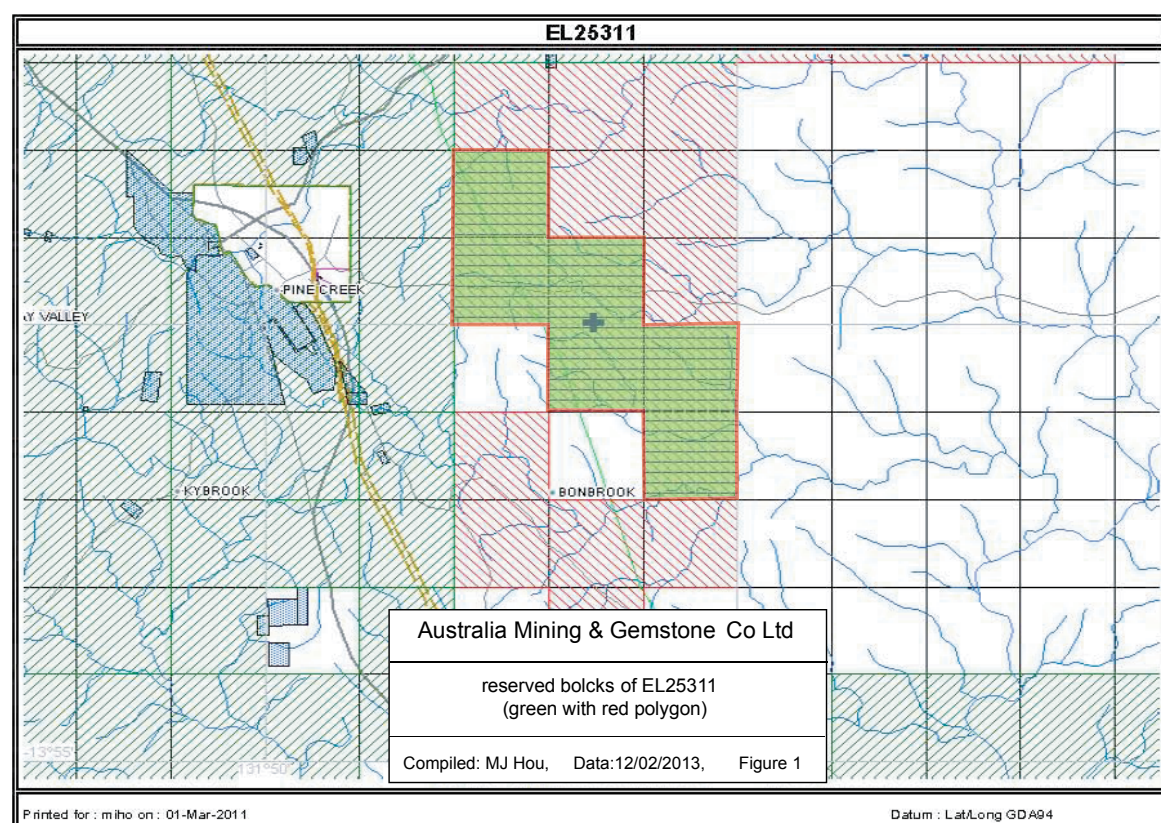 EL25311
PINE CREEK
AY VALLEY
KYBROOK
BONBROOK
Australia Mining & Gemstone Co Ltd
reserved bolcks of EL25311
(green with red polygon)
Compiled: MJ Hou, Data:12/02/2013, Figure 1
-13°55'
131°50'
Printed for : miho on : 01-Mar-2011
Datum : Lat/Long GDA94